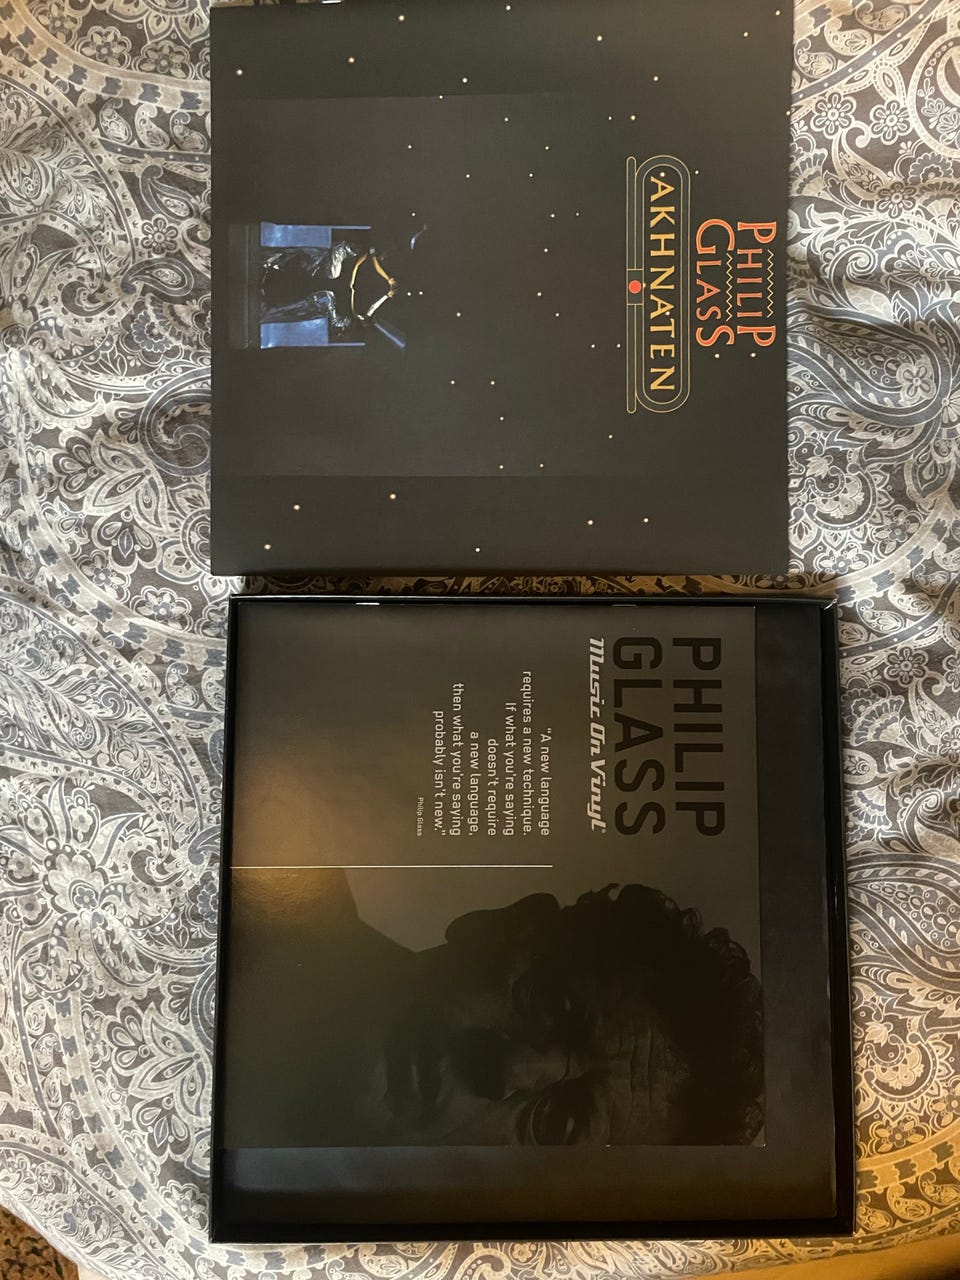 PHILIP
GLASS
AKHNATEN
PHILIP
GLASS
Music On Vinyl®
“A new language
requires a new technique.
If what you're saying
doesn't require
a new language,
then what you're saying
probably isn't new.”
Philip Glass